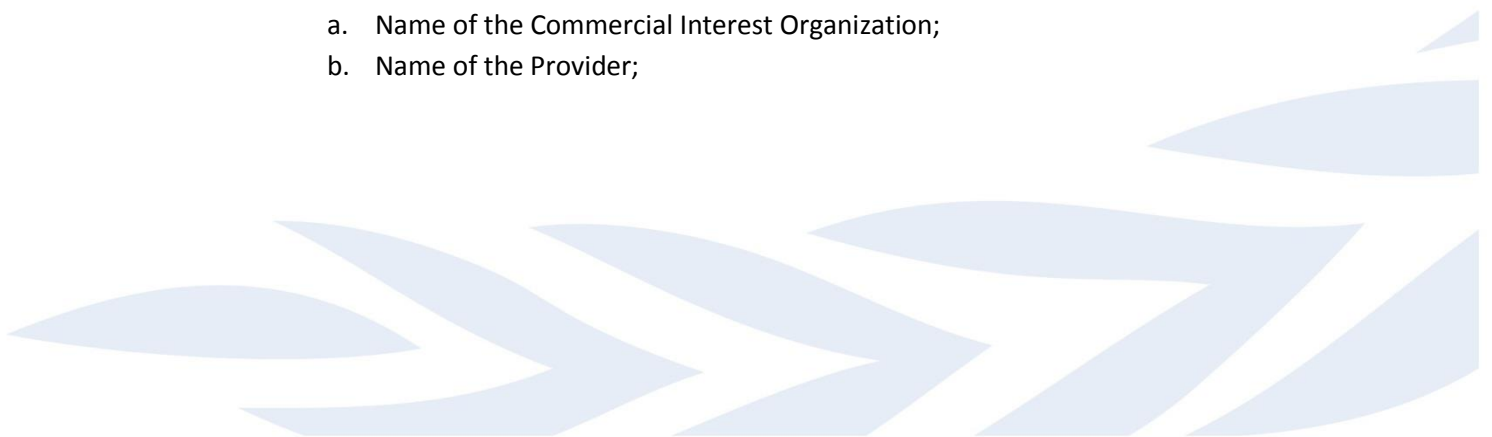 a. Name of the Commercial Interest Organization;
b. Name of the Provider;